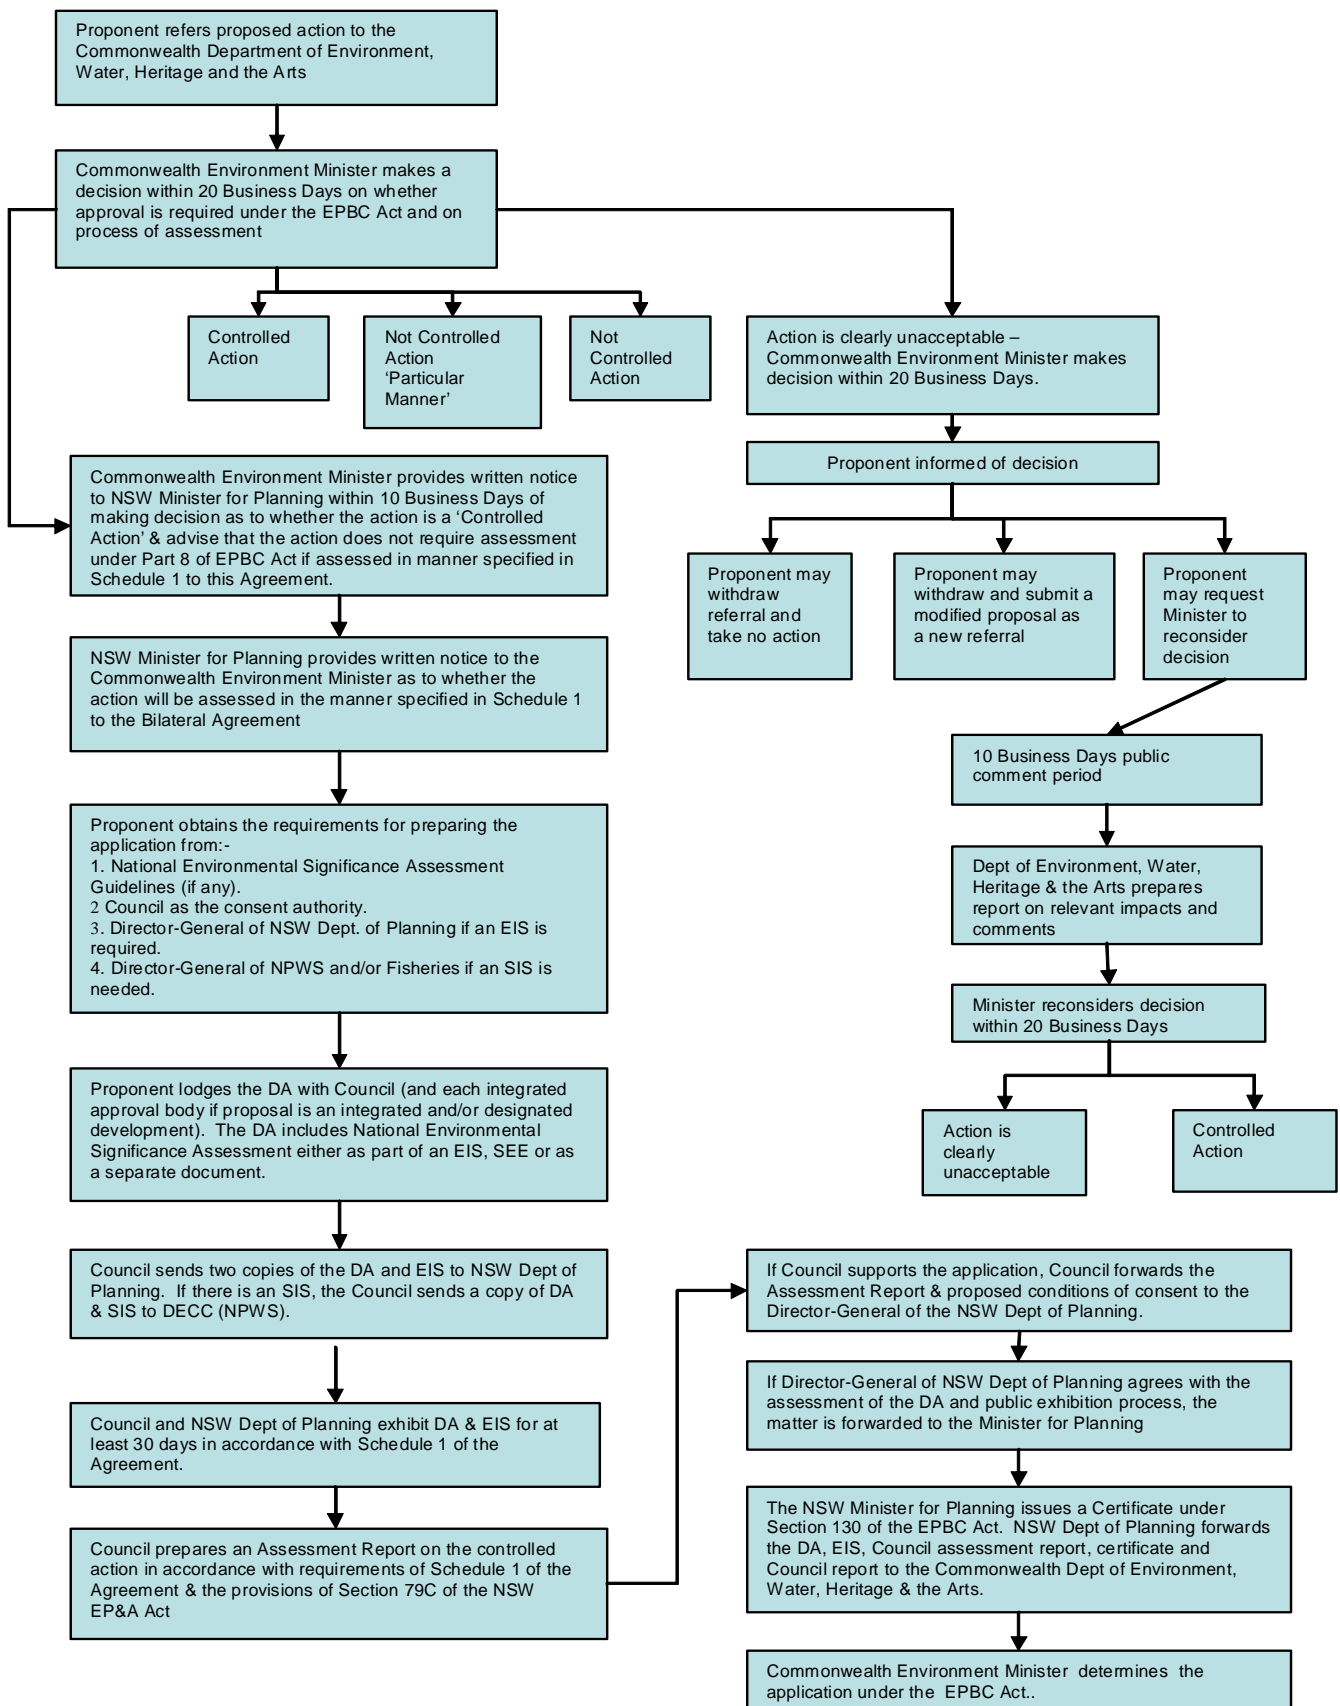 Proponent refers proposed action to the
Commonwealth Department of Environment,
Water, Heritage and the Arts
Commonwealth Environment Minister makes a
decision within 20 Business Days on whether
approval is required under the EPBC Act and on
process of assessment
Controlled
Action
Not Controlled
Action
‘Particular
Manner’
Not
Controlled
Action
Action is clearly unacceptable –
Commonwealth Environment Minister makes
decision within 20 Business Days.
Proponent informed of decision
Proponent may
withdraw
referral and
take no action
Proponent may
withdraw and submit a
modified proposal as
a new referral
Proponent
may request
Minister to
reconsider
decision
10 Business Days public
comment period
Dept of Environment, Water,
Heritage & the Arts prepares
report on relevant impacts and
comments
Minister reconsiders decision
within 20 Business Days
Action is
clearly
unacceptable
Controlled
Action
Commonwealth Environment Minister provides written notice
to NSW Minister for Planning within 10 Business Days of
making decision as to whether the action is a ‘Controlled
Action’ & advise that the action does not require assessment
under Part 8 of EPBC Act if assessed in manner specified in
Schedule 1 to this Agreement.
NSW Minister for Planning provides written notice to the
Commonwealth Environment Minister as to whether the
action will be assessed in the manner specified in Schedule 1
to the Bilateral Agreement
Proponent obtains the requirements for preparing the
application from:-
1. National Environmental Significance Assessment
Guidelines (if any).
2 Council as the consent authority.
3. Director-General of NSW Dept. of Planning if an EIS is
required.
4. Director-General of NPWS and/or Fisheries if an SIS is
needed.
Proponent lodges the DA with Council (and each integrated
approval body if proposal is an integrated and/or designated
development). The DA includes National Environmental
Significance Assessment either as part of an EIS, SEE or as
a separate document.
Council sends two copies of the DA and EIS to NSW Dept of
Planning. If there is an SIS, the Council sends a copy of DA
& SIS to DECC (NPWS).
Council and NSW Dept of Planning exhibit DA & EIS for at
least 30 days in accordance with Schedule 1 of the
Agreement.
Council prepares an Assessment Report on the controlled
action in accordance with requirements of Schedule 1 of the
Agreement & the provisions of Section 79C of the NSW
EP&A Act
If Council supports the application, Council forwards the
Assessment Report & proposed conditions of consent to the
Director-General of the NSW Dept of Planning.
If Director-General of NSW Dept of Planning agrees with the
assessment of the DA and public exhibition process, the
matter is forwarded to the Minister for Planning
The NSW Minister for Planning issues a Certificate under
Section 130 of the EPBC Act. NSW Dept of Planning forwards
the DA, EIS, Council assessment report, certificate and
Council report to the Commonwealth Dept of Environment,
Water, Heritage & the Arts.
Commonwealth Environment Minister determines the
application under the EPBC Act..